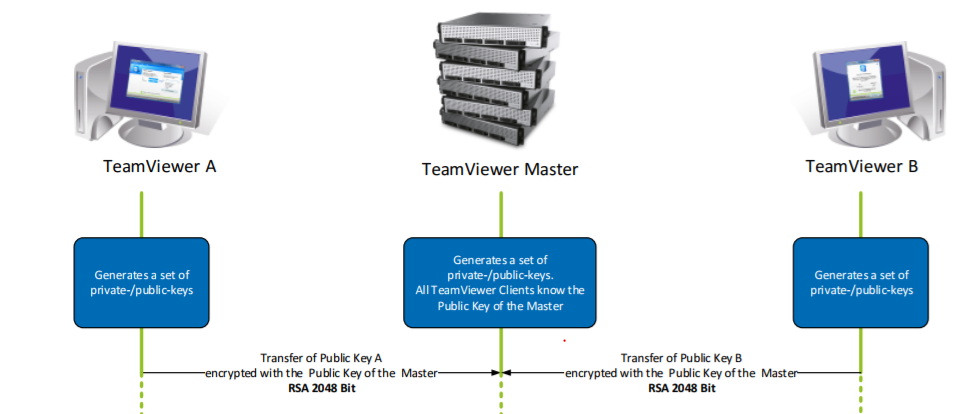 TeamViewer A
TeamViewer Master
TeamViewer B
Generates a set of
private-/public-keys
Generates a set of
private-/public-keys.
All TeamViewer Clients know the
Public Key of the Master
Generates a set of
private-/public-keys
Transfer of Public Key A
encrypted with the Public Key of the Master
RSA 2048 Bit
Transfer of Public Key B
encrypted with the Public Key of the Master
RSA 2048 Bit